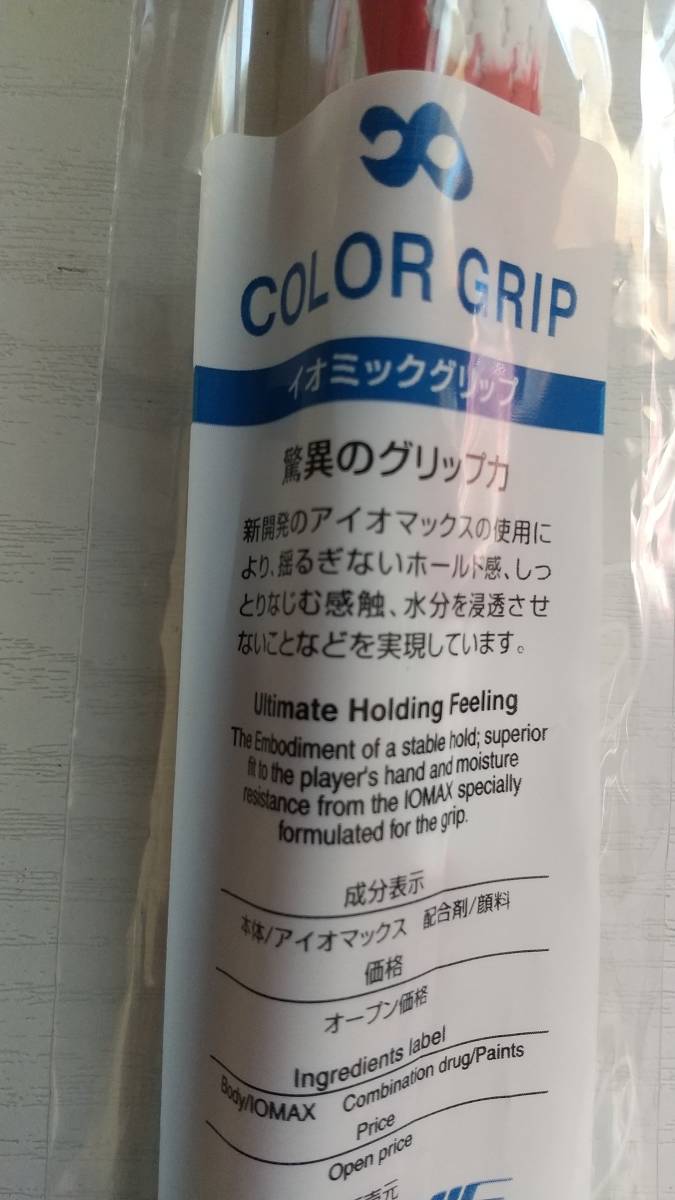 COLOR GRIP
イオミックグリップ
驚異のグリップ力
新開発のアイオマックスの使用に
より、揺るぎないホールド感、しっ
とりなじむ感触、水分を浸透させ
ないことなどを実現しています。
Ultimate Holding Feeling
The Embodiment of a stable hold; superior
fit to the player's hand and moisture
resistance from the IOMAX specially
formulated for the grip.
成分表示
本体/アイオマックス 配合剤/顔料
価格
オープン価格
Ingredients label
Body/IOMAX Combination drug/Paints
Price
Open price